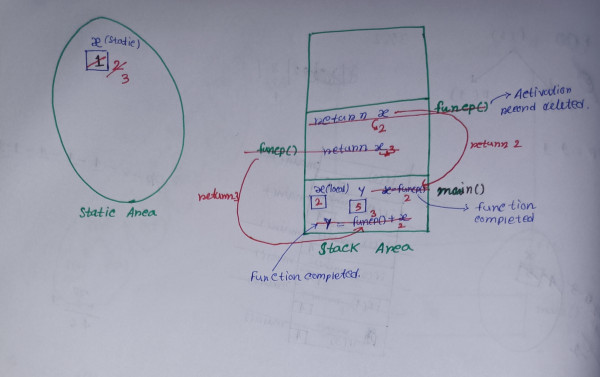 x (static)
1 2
3
Static Area
return x
2
funcp()
Activation
record deleted.
funcp()
return x 3
return 2
return 3
x(local) y x=funcp()
2 5 2
main()
function
completed
3
y = funcp() + x
2
Stack Area
Function completed.